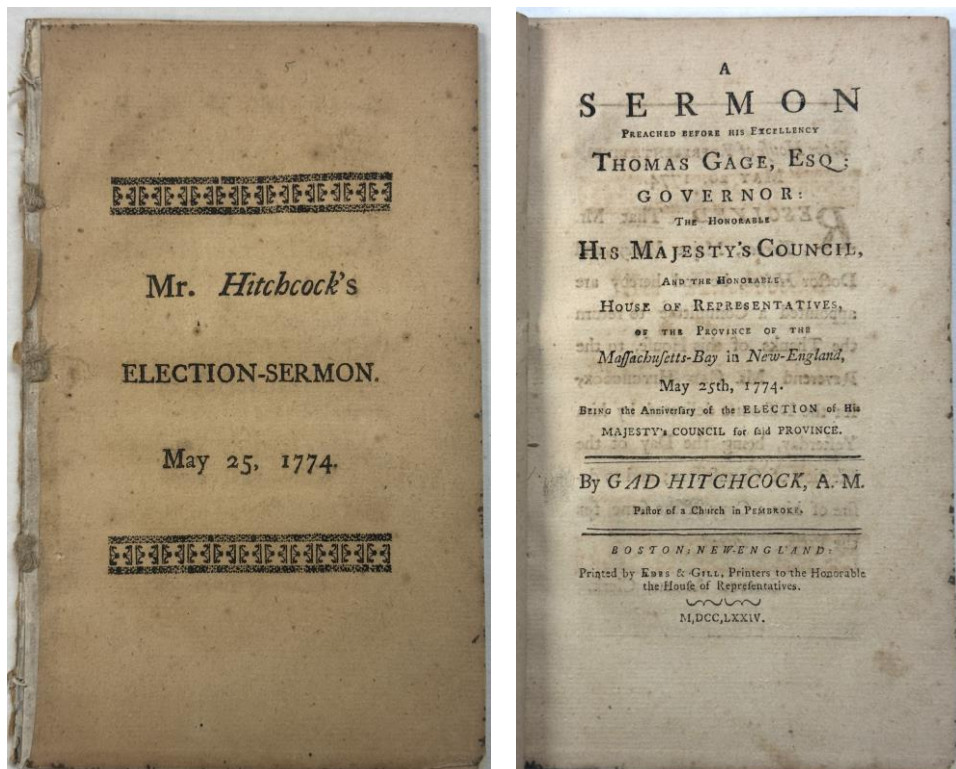 Mr. Hitchcock's
ELECTION-SERMON.
May 25, 1774.
A
SERMON
PREACHED BEFORE HIS EXCELLENCY
THOMAS GAGE, ESQ;
GOVERNOR:
THE HONORABLE
HIS MAJESTY'S COUNCIL,
AND THE HONORABLE
HOUSE OF REPRESENTATIVES,
OF THE PROVINCE OF THE
Maſſachuſetts-Bay in New-England,
May 25th, 1774.
BEING the Anniverſary of the ELECTION of His
MAJESTY's COUNCIL for ſaid PROVINCE.
By GAD HITCHCOCK, A. M.
Paſtor of a Church in PEMBROKE.
BOSTON: NEW-ENGLAND:
Printed by EDES & GILL, Printers to the Honorable
the Houſe of Repreſentatives.
M,DCC,LXXIV.